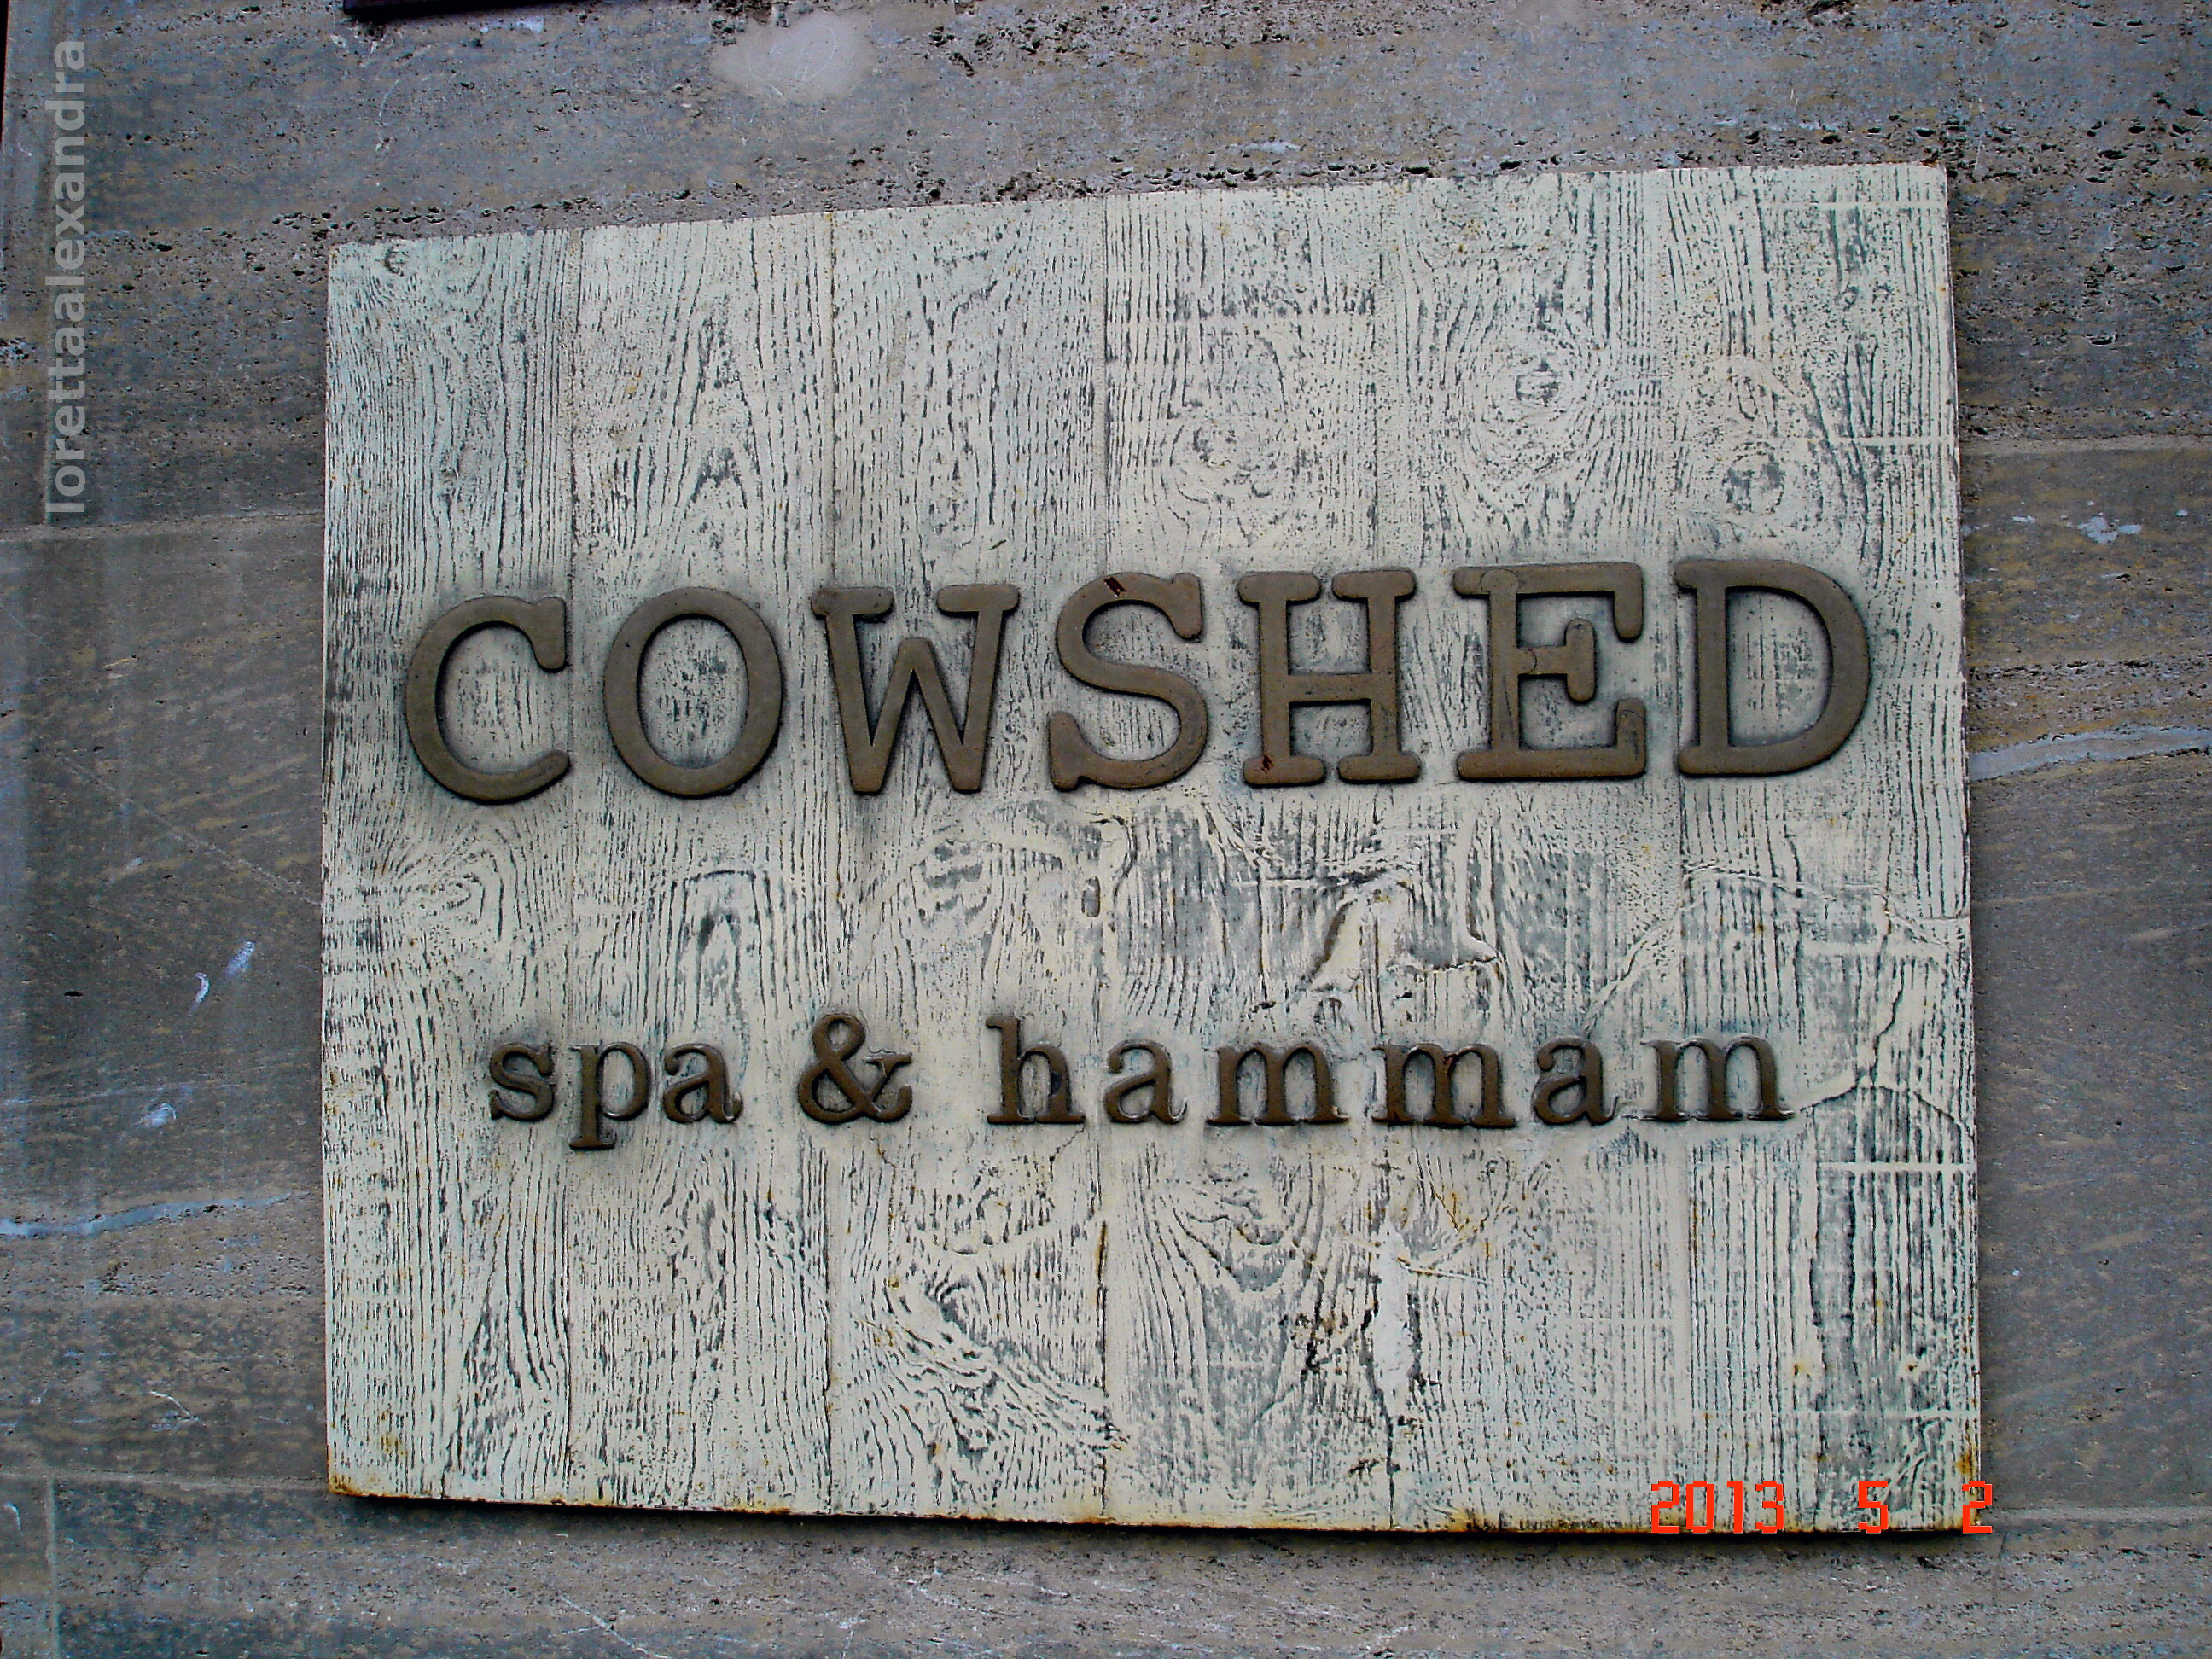 lorettaalexandra
COWSHED
spa & hammam
2013 5 2